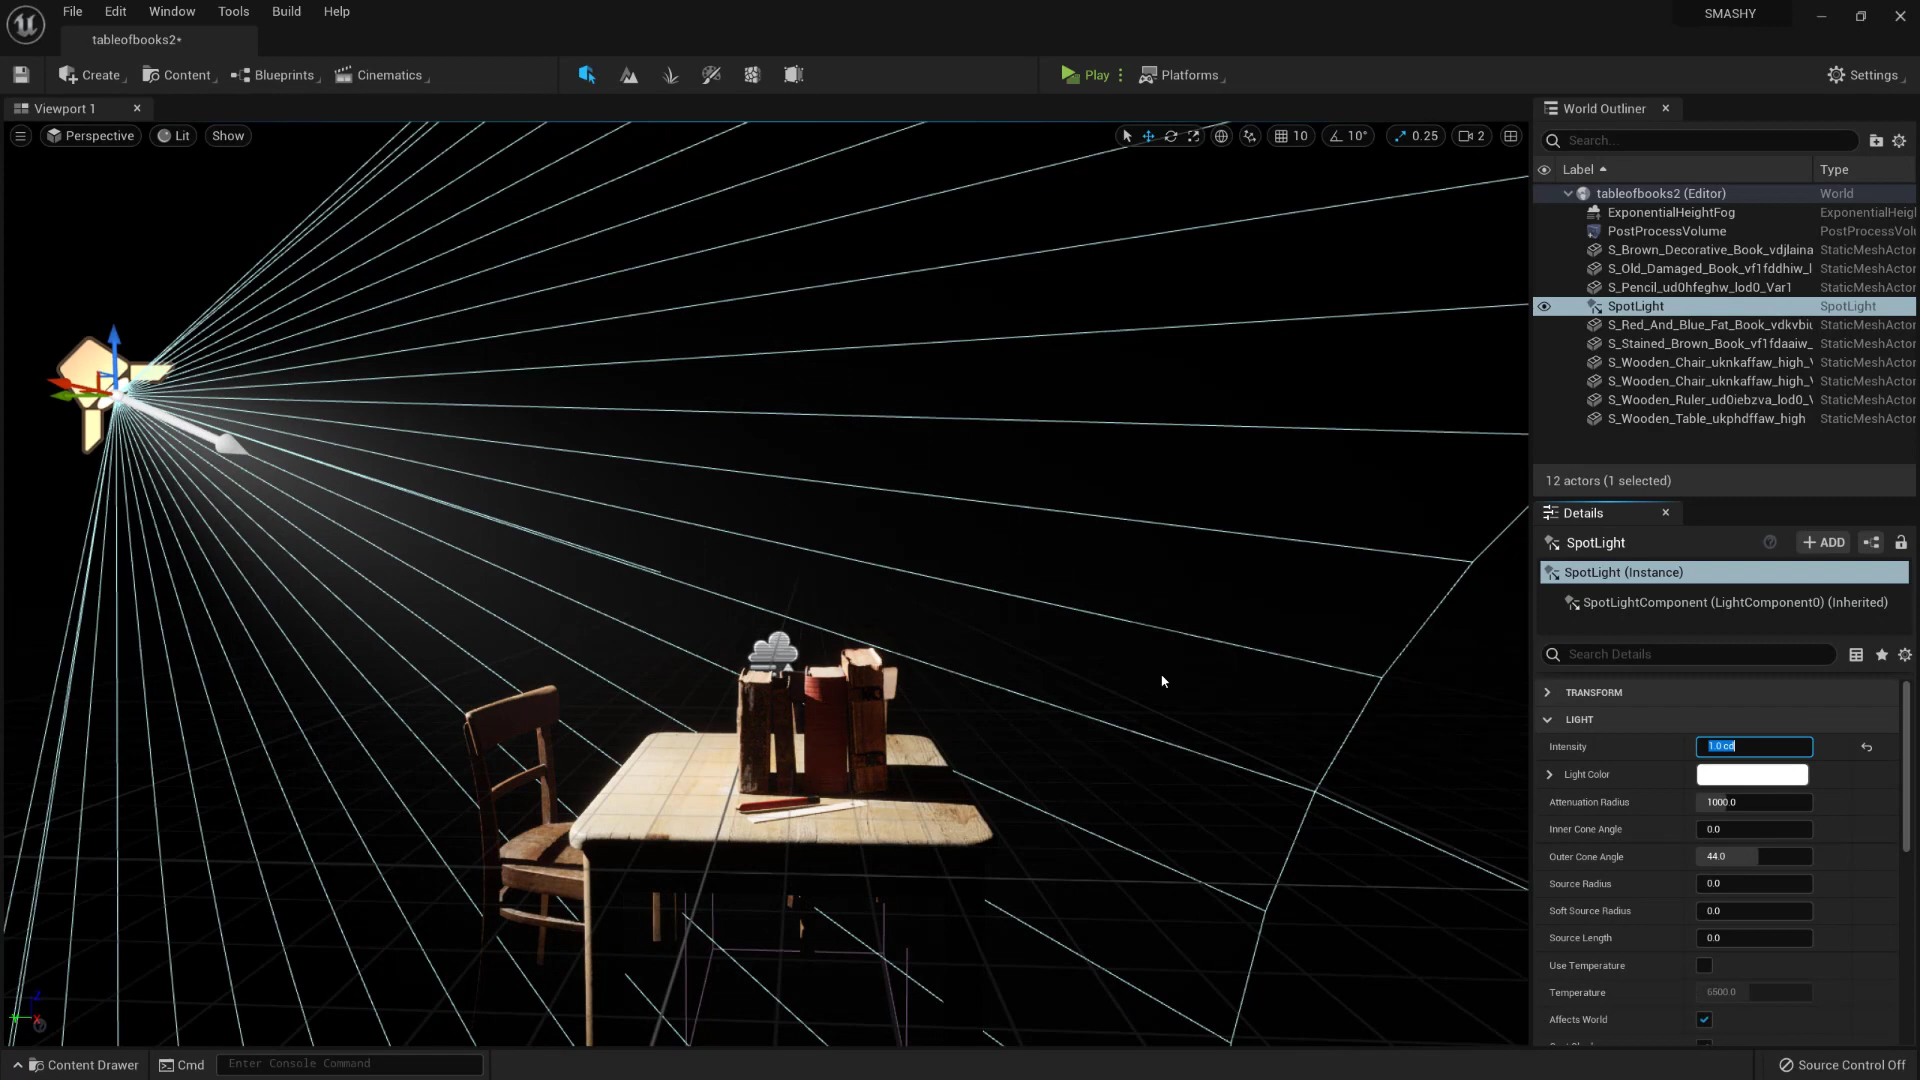 File Edit Window Tools Build Help SMASHY
tableofbooks2•
Create Content Blueprints Cinematics Play Platforms Settings
Viewport 1 World Outliner
Perspective Lit Show 10 10° 0.25 2 Search...
Label Type
tableofbooks2 (Editor) World
ExponentialHeightFog ExponentialHeigh
PostProcessVolume PostProcessVolu
S_Brown_Decorative_Book_vdjlaina StaticMeshActor
S_Old_Damaged_Book_vf1fddhiw_l StaticMeshActor
S_Pencil_ud0hfeghw_lod0_Var1 StaticMeshActor
SpotLight SpotLight
S_Red_And_Blue_Fat_Book_vdkvbiu StaticMeshActor
S_Stained_Brown_Book_vf1fdaaiw_ StaticMeshActor
S_Wooden_Chair_uknkaffaw_high_V StaticMeshActor
S_Wooden_Chair_uknkaffaw_high_V StaticMeshActor
S_Wooden_Ruler_ud0iebzva_lod0_V StaticMeshActor
S_Wooden_Table_ukphdffaw_high StaticMeshActor
12 actors (1 selected)
Details
SpotLight ADD
SpotLight (Instance)
SpotLightComponent (LightComponent0) (Inherited)
Search Details
TRANSFORM
LIGHT
Intensity 1.0 cd
Light Color
Attenuation Radius 1000.0
Inner Cone Angle 0.0
Outer Cone Angle 44.0
Source Radius 0.0
Soft Source Radius 0.0
Source Length 0.0
Use Temperature
Temperature 6500.0
Affects World
Z
X
Content Drawer Cmd Enter Console Command Source Control Off